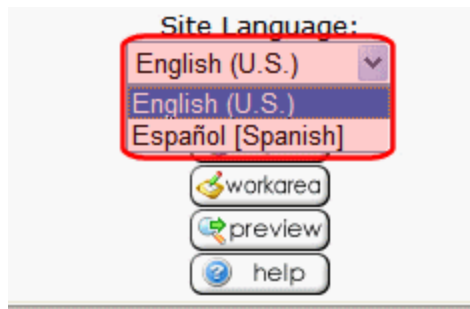 Site Language:
English (U.S.)
English (U.S.)
Español [Spanish]
workarea
preview
help